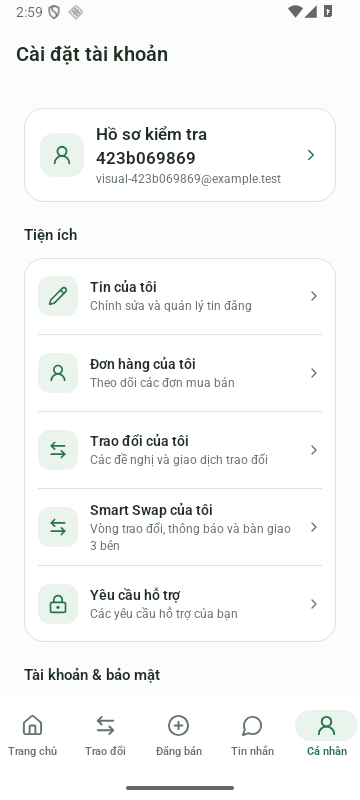 2:59
Cài đặt tài khoản
Hồ sơ kiểm tra
423b069869
visual-423b069869@example.test
Tiện ích
Tin của tôi
Chỉnh sửa và quản lý tin đăng
Đơn hàng của tôi
Theo dõi các đơn mua bán
Trao đổi của tôi
Các đề nghị và giao dịch trao đổi
Smart Swap của tôi
Vòng trao đổi, thông báo và bàn giao
3 bên
Yêu cầu hỗ trợ
Các yêu cầu hỗ trợ của bạn
Tài khoản & bảo mật
Trang chủ
Trao đổi
Đăng bán
Tin nhắn
Cá nhân